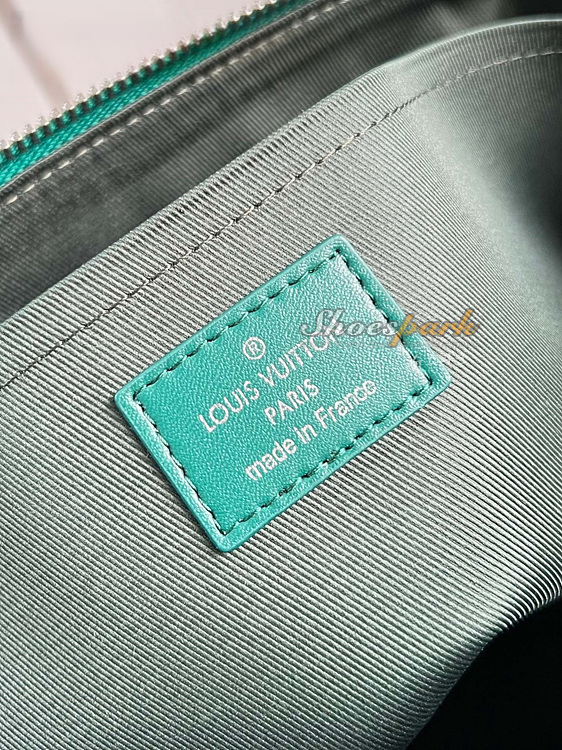 Shoespark
®
LOUIS VUITTON
PARIS
made in France